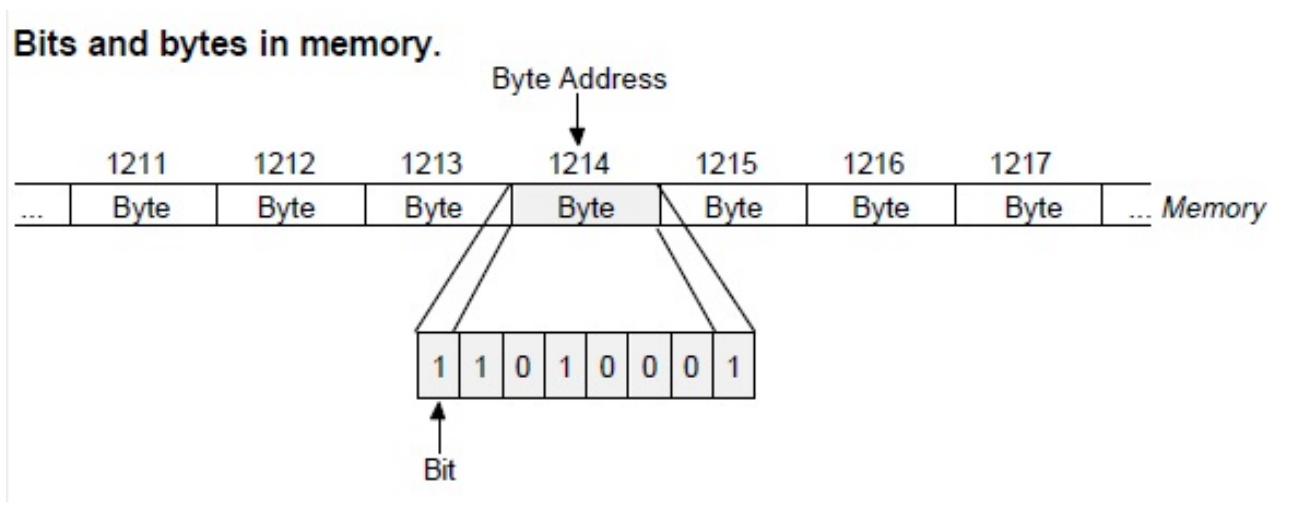 Bits and bytes in memory.
Byte Address
1211 1212 1213 1214 1215 1216 1217
... Byte Byte Byte Byte Byte Byte Byte ... Memory
1 1 0 1 0 0 0 1
Bit